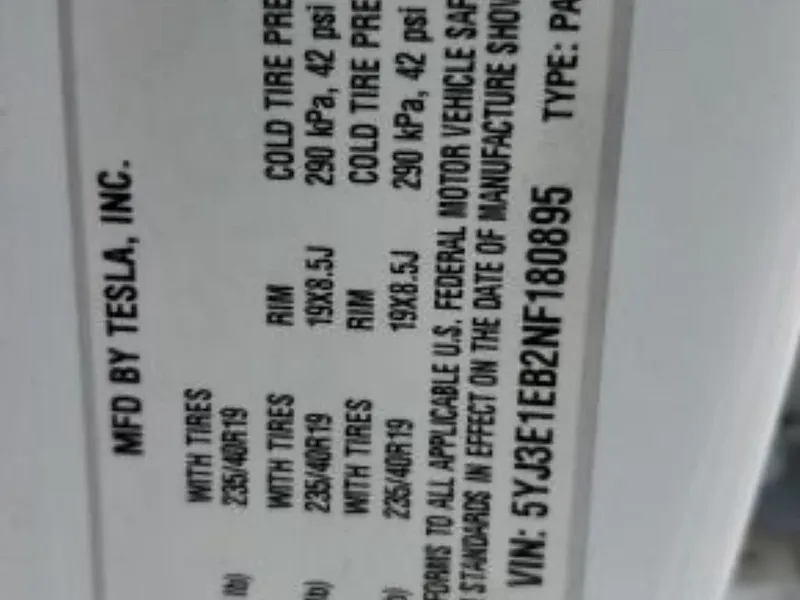 MFD BY TESLA, INC.
WITH TIRES
235/40R19
lb)
WITH TIRES RIM COLD TIRE PRE
235/40R19 19X8.5J 290 kPa, 42 psi
WITH TIRES RIM COLD TIRE PRE
235/40R19 19X8.5J 290 kPa, 42 psi
FORMS TO ALL APPLICABLE U.S. FEDERAL MOTOR VEHICLE SAF
STANDARDS IN EFFECT ON THE DATE OF MANUFACTURE SHOW
VIN: 5YJ3E1EB2NF180895 TYPE: PA